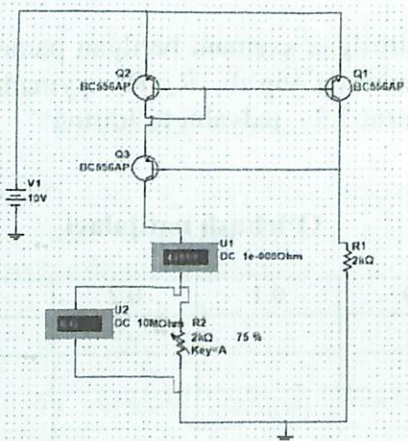 Q2
BC556AP
Q1
BC556AP
Q3
BC556AP
V1
10V
U1
DC 1e-009Ohm
R1
2kΩ
U2
DC 10MOhm
R2
2kΩ 75 %
Key=A